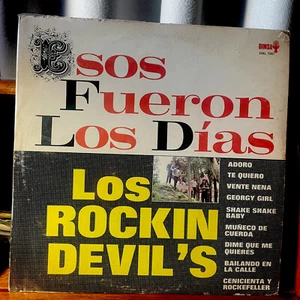 Esos
DIMSA
Fueron
Los Días
Los
ROCKIN
DEVIL'S
ADORO
TE QUIERO
VENTE NENA
GEORGY GIRL
SHAKE SHAKE
BABY
MUÑECO DE
CUERDA
DIME QUE ME
QUIERES
BAILANDO EN
LA CALLE
CENICIENTA Y
ROCKEFELLER